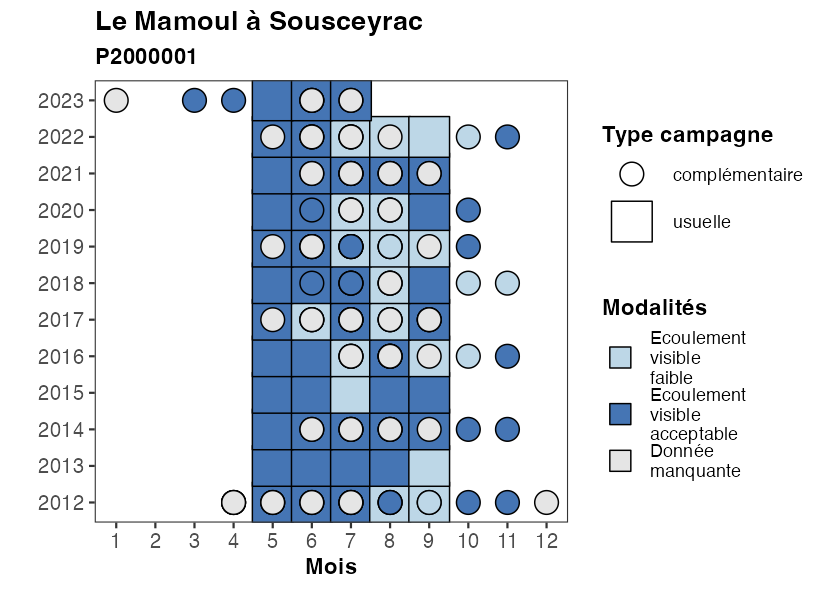 Le Mamoul à Sousceyrac
P2000001
2023
2022
2021
2020
2019
2018
2017
2016
2015
2014
2013
2012
1 2 3 4 5 6 7 8 9 10 11 12
Mois
Type campagne
complémentaire
usuelle
Modalités
Ecoulement
visible
faible
Ecoulement
visible
acceptable
Donnée
manquante